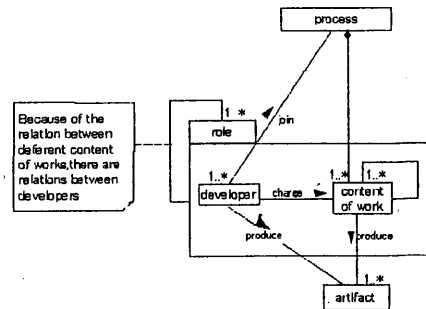 process
Because of the
relation between
deferent content
of works,there are
relations between
developers
1 *
join
role
1..*
1..*
1..*
developer
charge
content
of work
produce
produce
1..*
artifact